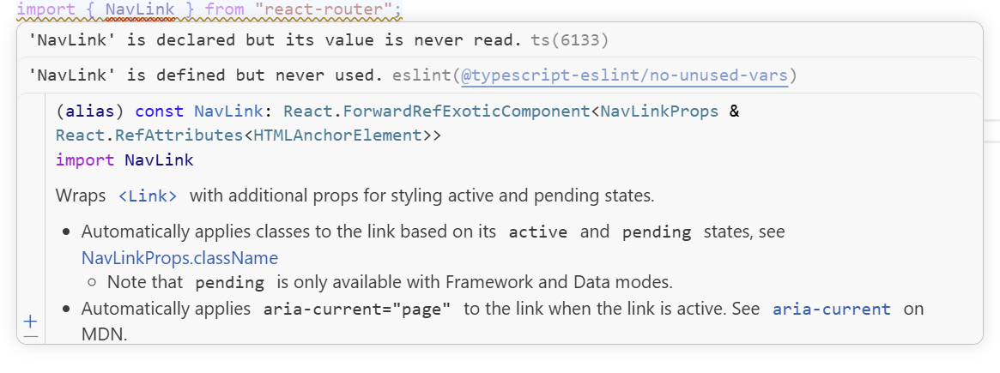 import { NavLink } from "react-router";
'NavLink' is declared but its value is never read. ts(6133)
'NavLink' is defined but never used. eslint(@typescript-eslint/no-unused-vars)
(alias) const NavLink: React.ForwardRefExoticComponent<NavLinkProps &
React.RefAttributes<HTMLAnchorElement>>
import NavLink
Wraps <Link> with additional props for styling active and pending states.
• Automatically applies classes to the link based on its active and pending states, see
NavLinkProps.className
○ Note that pending is only available with Framework and Data modes.
• Automatically applies aria-current="page" to the link when the link is active. See aria-current on
MDN.